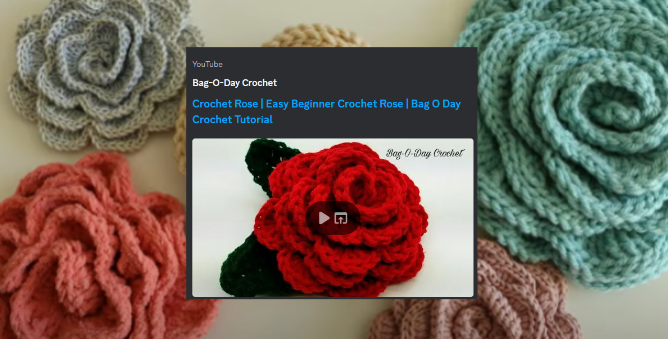 YouTube
Bag-O-Day Crochet
Crochet Rose | Easy Beginner Crochet Rose | Bag O Day
Crochet Tutorial
Bag-O-Day Crochet